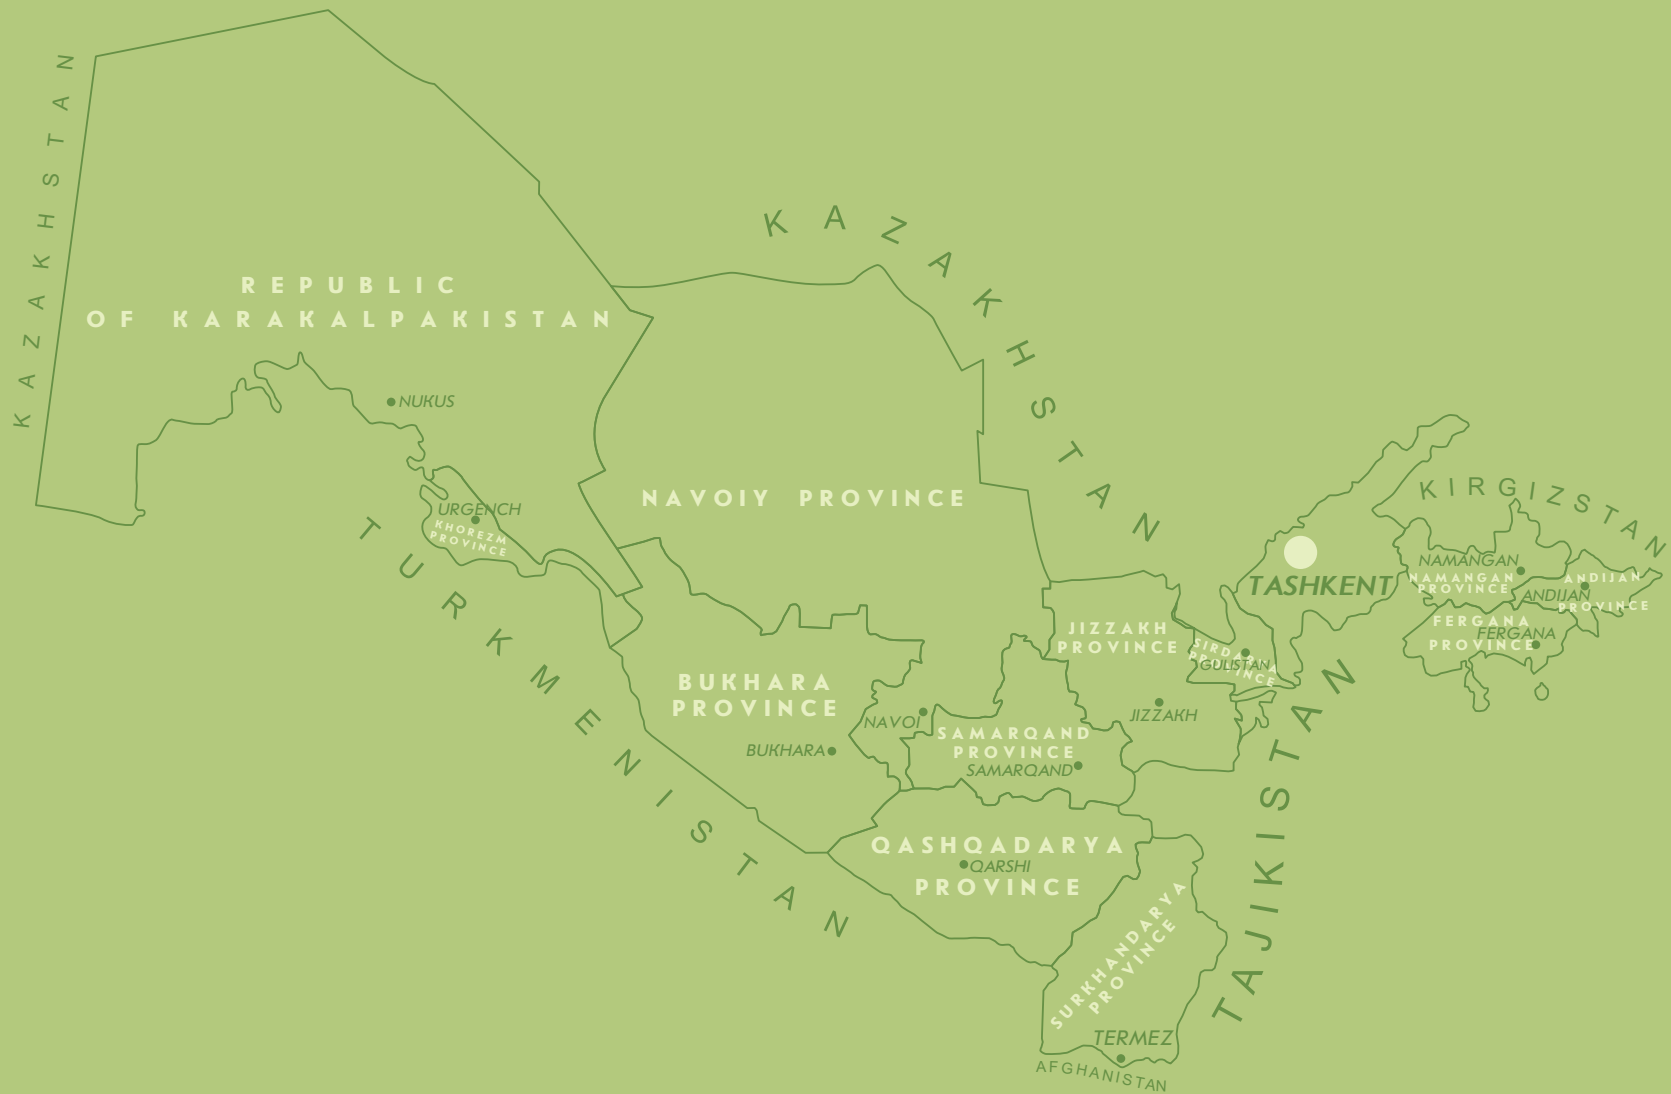 KAZAKHSTAN
KAZAKHSTAN
REPUBLIC
OF KARAKALPAKISTAN
NUKUS
URGENCH
KHOREZM
PROVINCE
TURKMENISTAN
NAVOIY PROVINCE
BUKHARA
PROVINCE
BUKHARA
NAVOI
SAMARQAND
PROVINCE
SAMARQAND
JIZZAKH
PROVINCE
JIZZAKH
PROVINCE
GULISTAN
TASHKENT
KIRGIZSTAN
NAMANGAN
NAMANGAN
PROVINCE
ANDIJAN
ANDIJAN
PROVINCE
FERGANA
FERGANA
PROVINCE
TAJIKISTAN
QASHQADARYA
QARSHI
PROVINCE
SURKHANDARYA
PROVINCE
TERMEZ
AFGHANISTAN